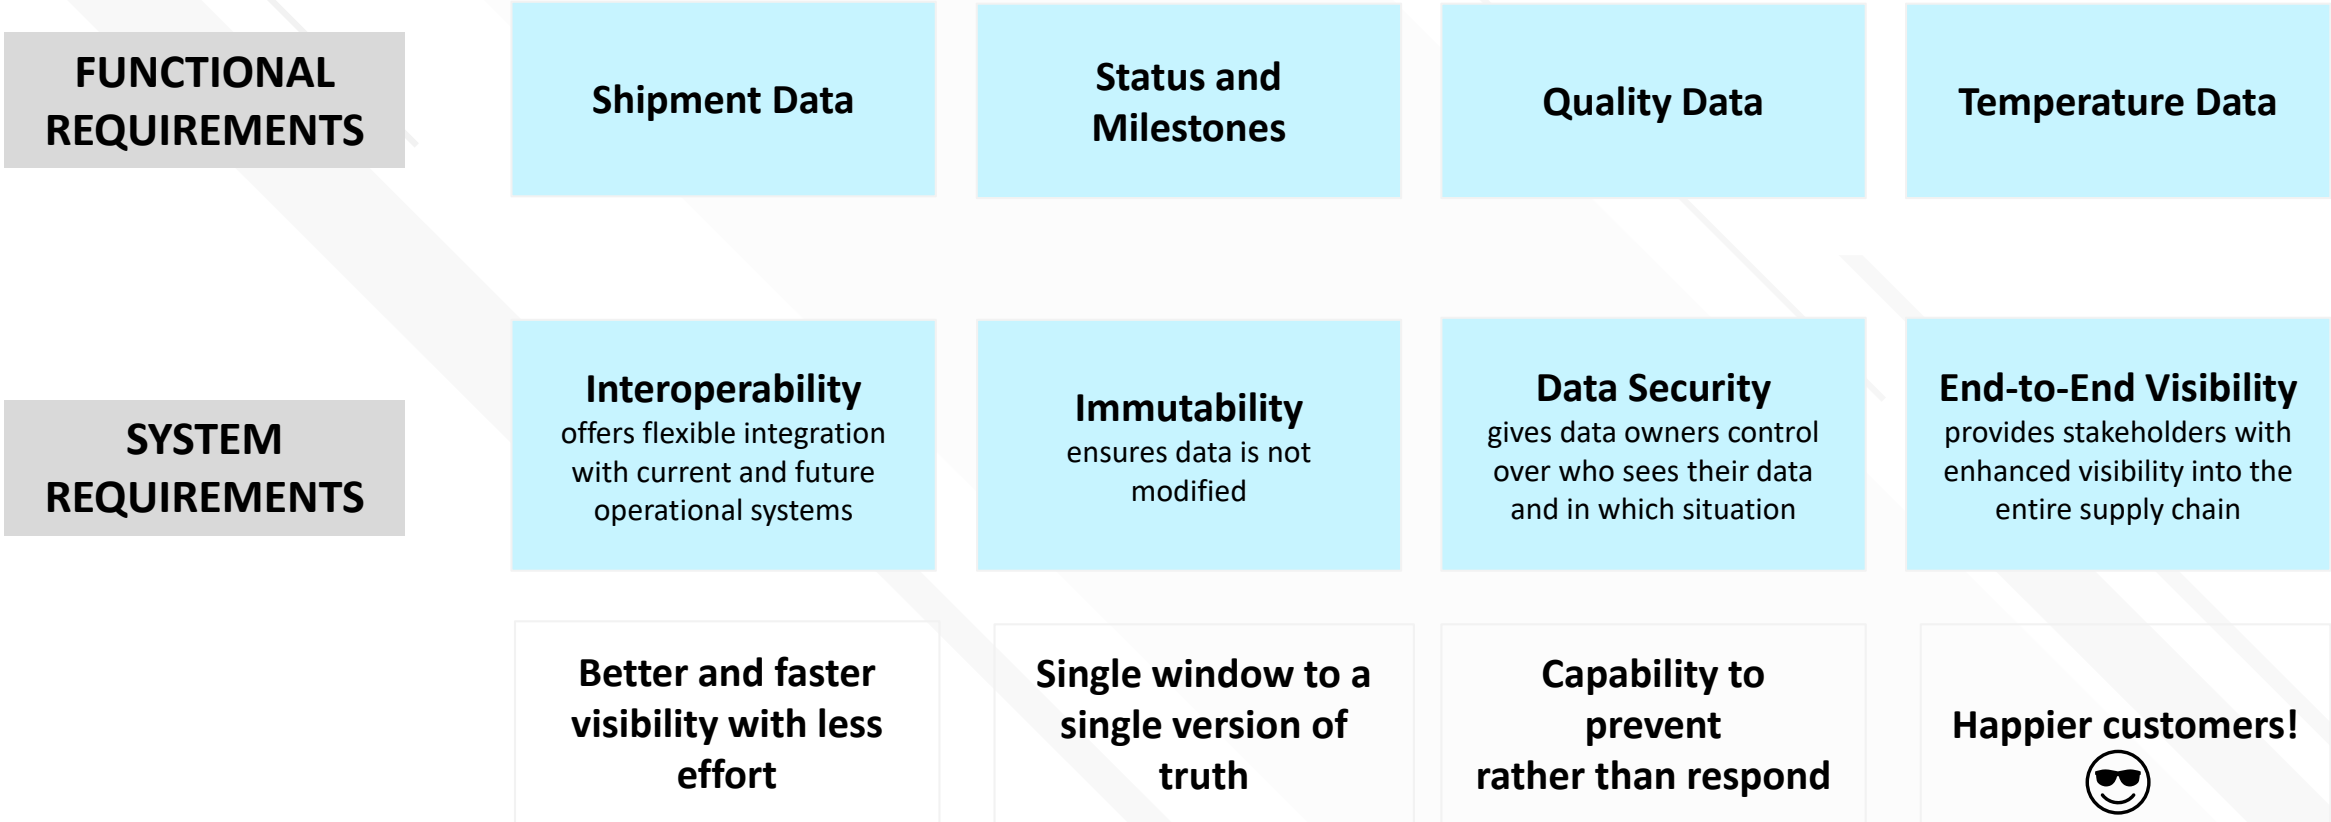 FUNCTIONAL
REQUIREMENTS
Shipment Data
Status and
Milestones
Quality Data
Temperature Data
SYSTEM
REQUIREMENTS
Interoperability
offers flexible integration
with current and future
operational systems
Immutability
ensures data is not
modified
Data Security
gives data owners control
over who sees their data
and in which situation
End-to-End Visibility
provides stakeholders with
enhanced visibility into the
entire supply chain
Better and faster
visibility with less
effort
Single window to a
single version of
truth
Capability to
prevent
rather than respond
Happier customers!